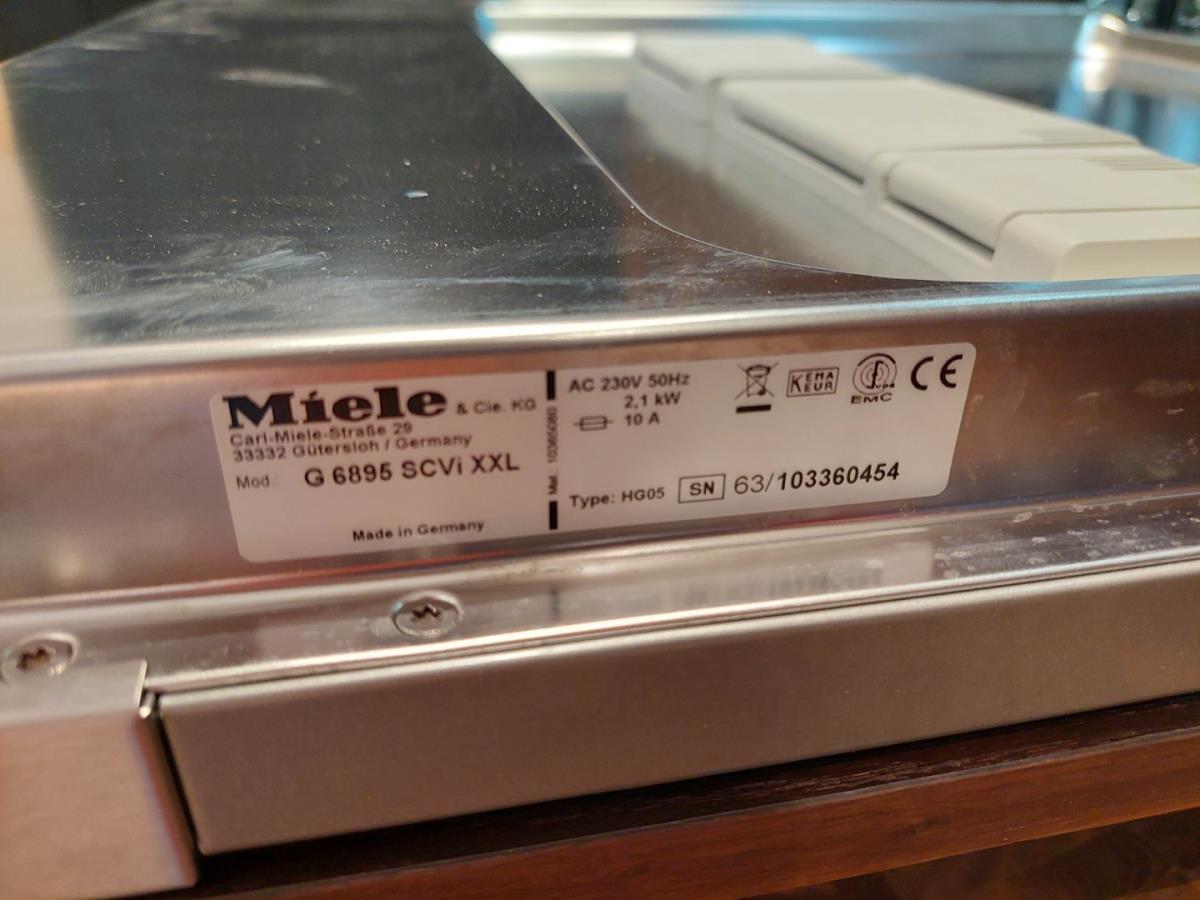 Miele & Cie. KG
Carl-Miele-Straße 29
33332 Gütersloh / Germany
Mod.: G 6895 SCVi XXL
Made in Germany
AC 230V 50Hz
2,1 kW
10 A
KEMA
KEUR
EMC
CE
Type: HG05 SN 63/103360454